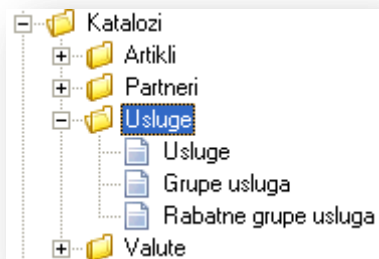 Katalozi
Artikli
Partneri
Usluge
Usluge
Grupe usluga
Rabatne grupe usluga
Valute